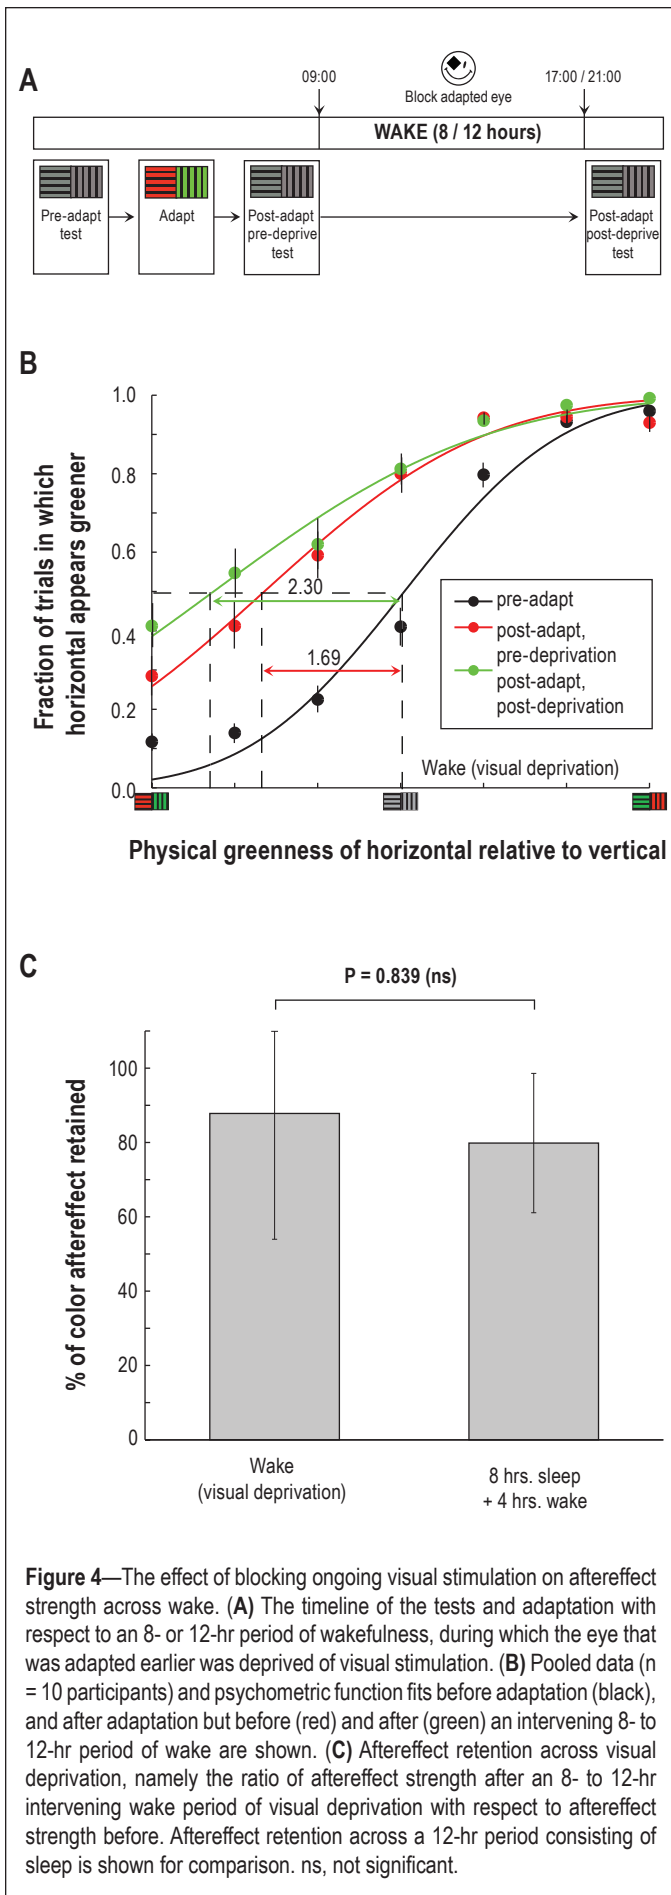 A
09:00
17:00 / 21:00
Block adapted eye
WAKE (8 / 12 hours)
Pre-adapt
test
Adapt
Post-adapt
pre-deprive
test
Post-adapt
post-deprive
test
B
Fraction of trials in which
horizontal appears greener
1.0
0.8
0.6
0.4
0.2
0.0
2.30
1.69
pre-adapt
post-adapt,
pre-deprivation
post-adapt,
post-deprivation
Wake (visual deprivation)
Physical greenness of horizontal relative to vertical
C
P = 0.839 (ns)
% of color aftereffect retained
100
80
60
40
20
0
Wake
(visual deprivation)
8 hrs. sleep
+ 4 hrs. wake
Figure 4—The effect of blocking ongoing visual stimulation on aftereffect
strength across wake. (A) The timeline of the tests and adaptation with
respect to an 8- or 12-hr period of wakefulness, during which the eye that
was adapted earlier was deprived of visual stimulation. (B) Pooled data (n
= 10 participants) and psychometric function fits before adaptation (black),
and after adaptation but before (red) and after (green) an intervening 8- to
12-hr period of wake are shown. (C) Aftereffect retention across visual
deprivation, namely the ratio of aftereffect strength after an 8- to 12-hr
intervening wake period of visual deprivation with respect to aftereffect
strength before. Aftereffect retention across a 12-hr period consisting of
sleep is shown for comparison. ns, not significant.